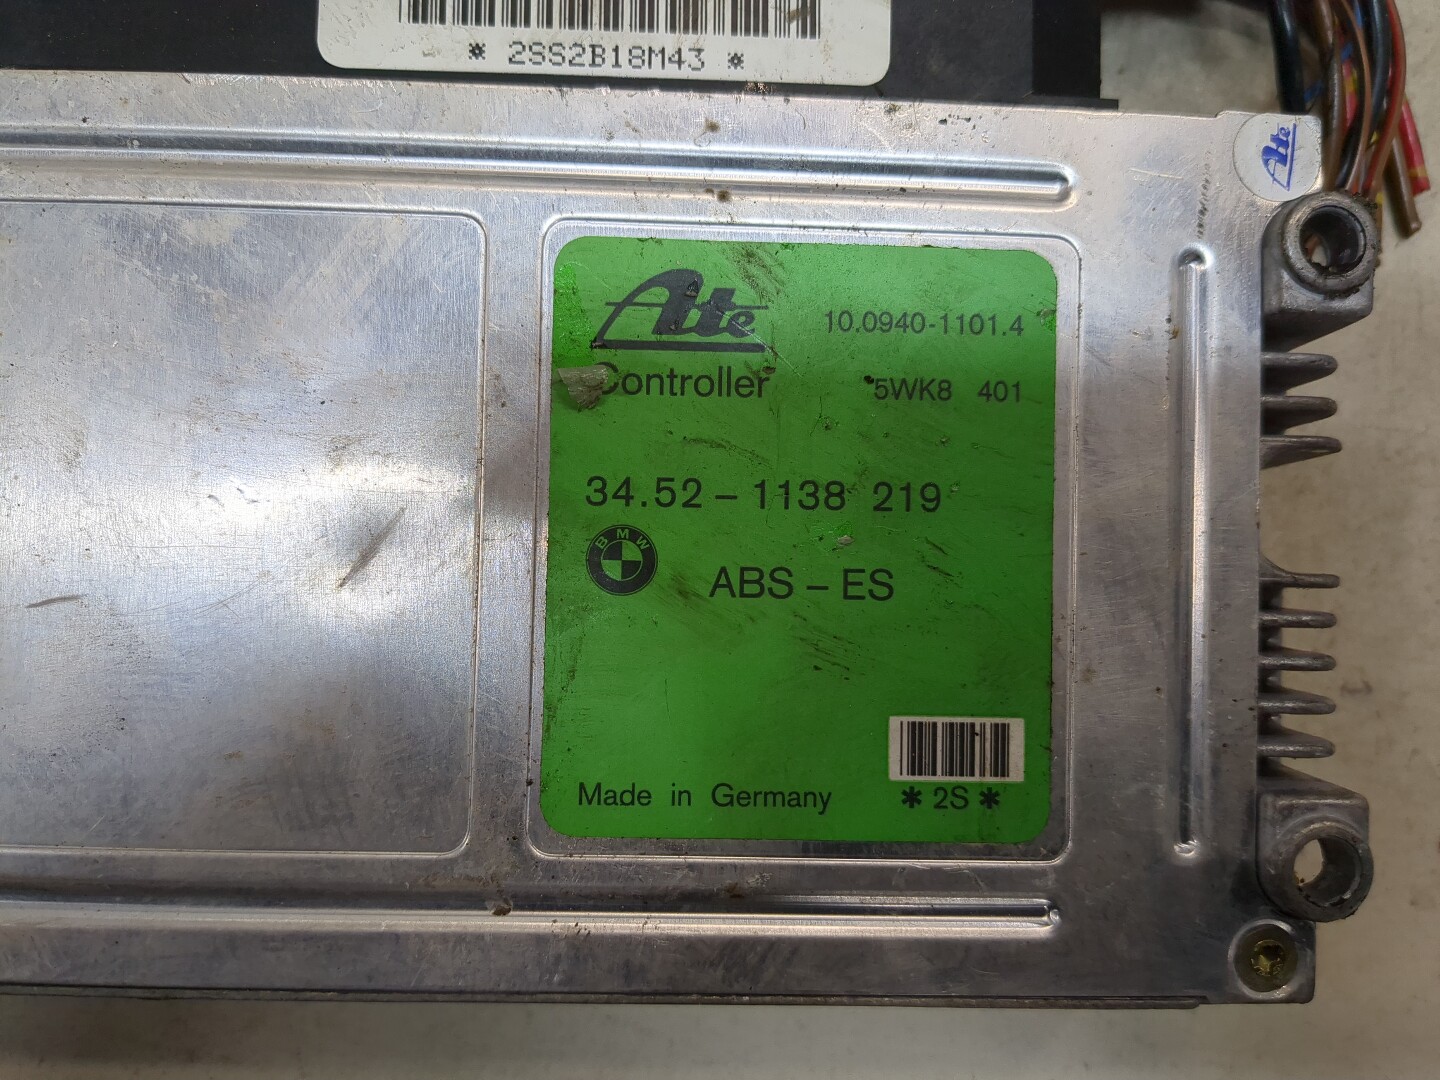 * 2SS2B18M43 *
Ate
Ate
10.0940-1101.4
Controller
5WK8 401
34.52 - 1138 219
BMW
ABS - ES
Made in Germany
* 2S *